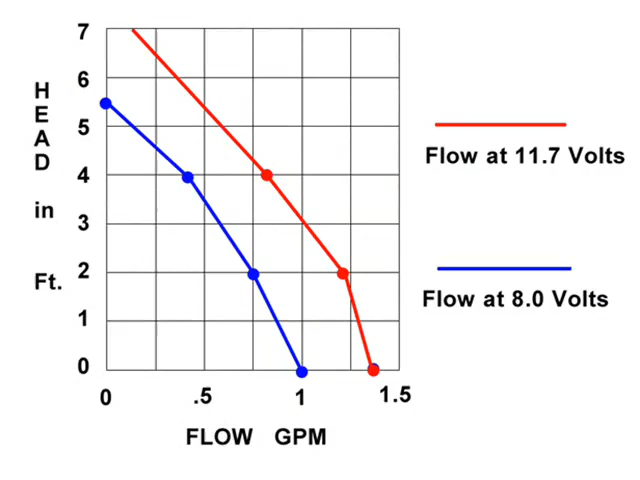 7
6
5
4
3
2
1
0
H
E
A
D
in
Ft.
0 .5 1 1.5
FLOW GPM
Flow at 11.7 Volts
Flow at 8.0 Volts